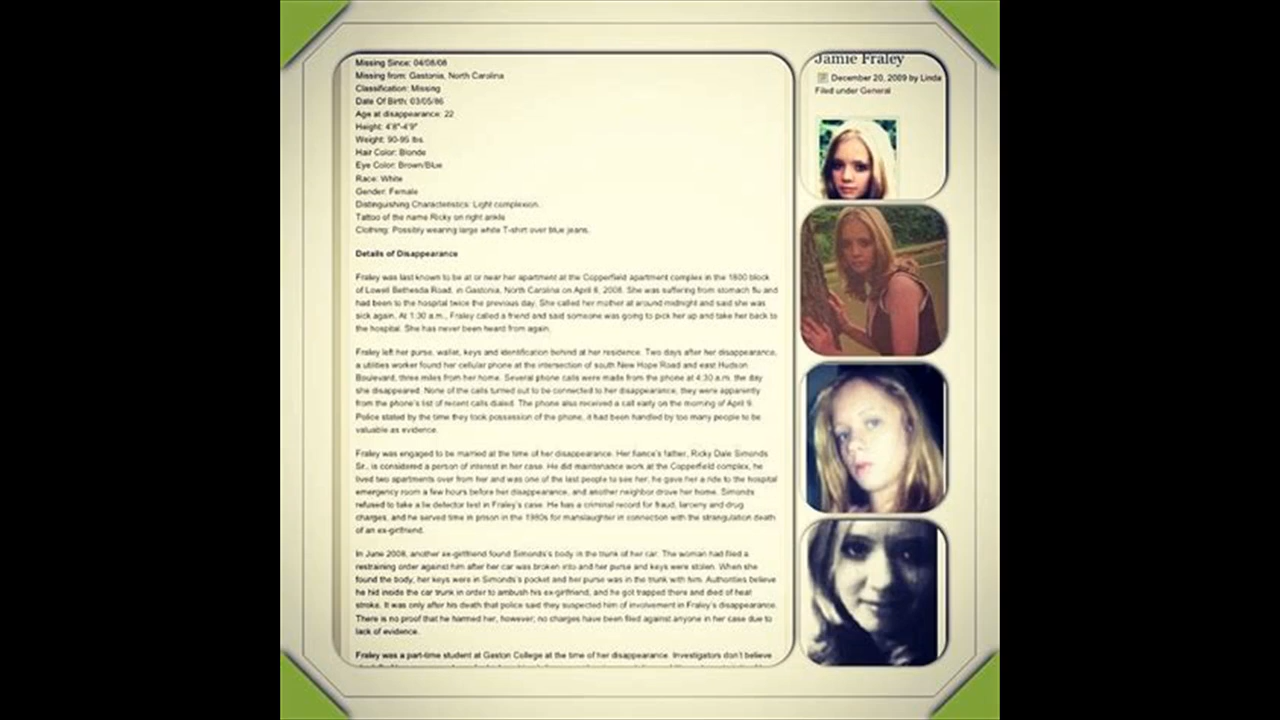 Missing Since: 04/08/08
Missing from: Gastonia, North Carolina
Classification: Missing
Date Of Birth: 03/05/86
Age at disappearance: 22
Height: 4'8"-4'9"
Weight: 90-95 lbs.
Hair Color: Blonde
Eye Color: Brown/Blue
Race: White
Gender: Female
Distinguishing Characteristics: Light complexion.
Tattoo of the name Ricky on right ankle
Clothing: Possibly wearing large white T-shirt over blue jeans.
Details of Disappearance
Fraley was last known to be at or near her apartment at the Copperfield apartment complex in the 1800 block
of Lowell Bethesda Road, in Gastonia, North Carolina on April 8, 2008. She was suffering from stomach flu and
had been to the hospital twice the previous day. She called her mother at around midnight and said she was
sick again. At 1:30 a.m., Fraley called a friend and said someone was going to pick her up and take her back to
the hospital. She has never been heard from again.
Fraley left her purse, wallet, keys and identification behind at her residence. Two days after her disappearance,
a utilities worker found her cellular phone at the intersection of south New Hope Road and east Hudson
Boulevard, three miles from her home. Several phone calls were made from the phone at 4:30 a.m. the day
she disappeared. None of the calls turned out to be connected to her disappearance; they were apparently
from the phone's list of recent calls dialed. The phone also received a call early on the morning of April 9.
Police stated by the time they took possession of the phone, it had been handled by too many people to be
valuable as evidence.
Fraley was engaged to be married at the time of her disappearance. Her fiance's father, Ricky Dale Simonds
Sr., is considered a person of interest in her case. He did maintenance work at the Copperfield complex, he
lived two apartments over from her and was one of the last people to see her; he gave her a ride to the hospital
emergency room a few hours before her disappearance, and another neighbor drove her home. Simonds
refused to take a lie detector test in Fraley's case. He has a criminal record for fraud, larceny and drug
charges, and he served time in prison in the 1980s for manslaughter in connection with the strangulation death
of an ex-girlfriend.
In June 2008, another ex-girlfriend found Simonds's body in the trunk of her car. The woman had filed a
restraining order against him after her car was broken into and her purse and keys were stolen. When she
found the body, her keys were in Simonds's pocket and her purse was in the trunk with him. Authorities believe
he hid inside the car trunk in order to ambush his ex-girlfriend, and he got trapped there and died of heat
stroke. It was only after his death that police said they suspected him of involvement in Fraley's disappearance.
There is no proof that he harmed her, however; no charges have been filed against anyone in her case due to
lack of evidence.
Fraley was a part-time student at Gaston College at the time of her disappearance. Investigators don't believe
Jamie Fraley
December 20, 2009 by Linda
Filed under General